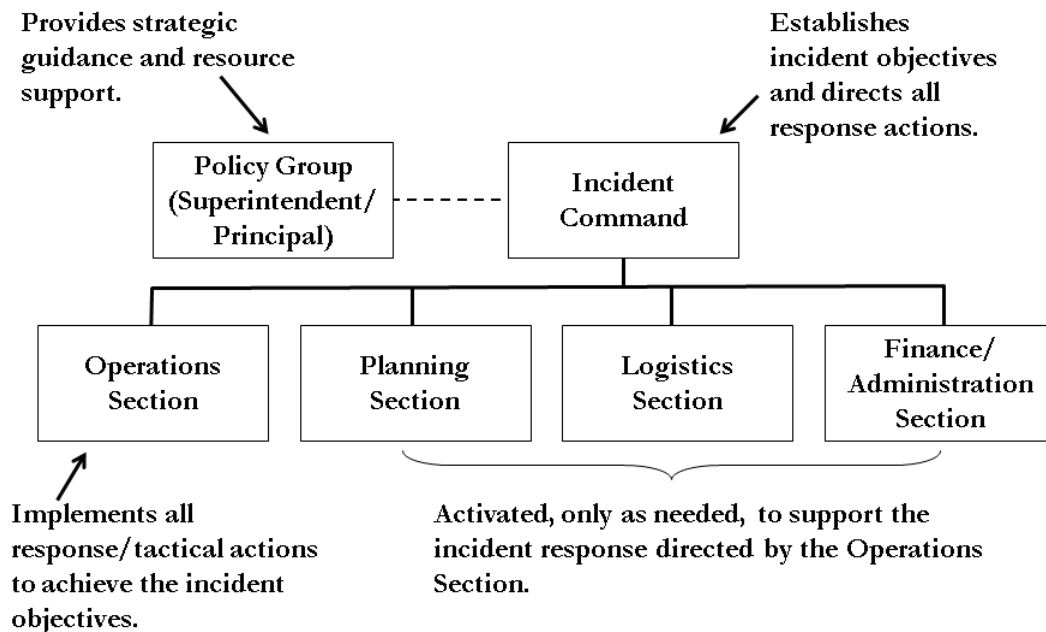 Provides strategic
guidance and resource
support.
Establishes
incident objectives
and directs all
response actions.
Policy Group
(Superintendent/
Principal)
Incident
Command
Operations
Section
Planning
Section
Logistics
Section
Finance/
Administration
Section
Implements all
response/tactical actions
to achieve the incident
objectives.
Activated, only as needed,  to support the
incident response directed by the Operations
Section.